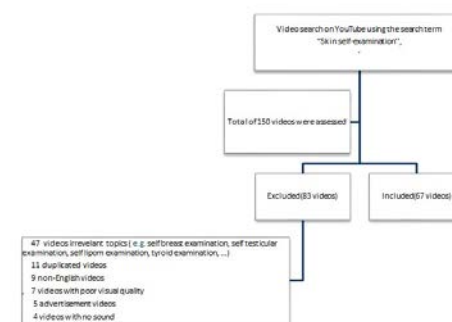 Video search on YouTube using the search term
"Skin self-examination",
Total of 150 videos were assessed
Excluded(83 videos)
Included(67 videos)
47 videos irrevelant topics( e.g. self breast examination, self testicular
examination, self lipom examination, tyroid examination, ...)
11 duplicated videos
9 non-English videos
7 videos with poor visual quality
5 advertisement videos
4 videos with no sound